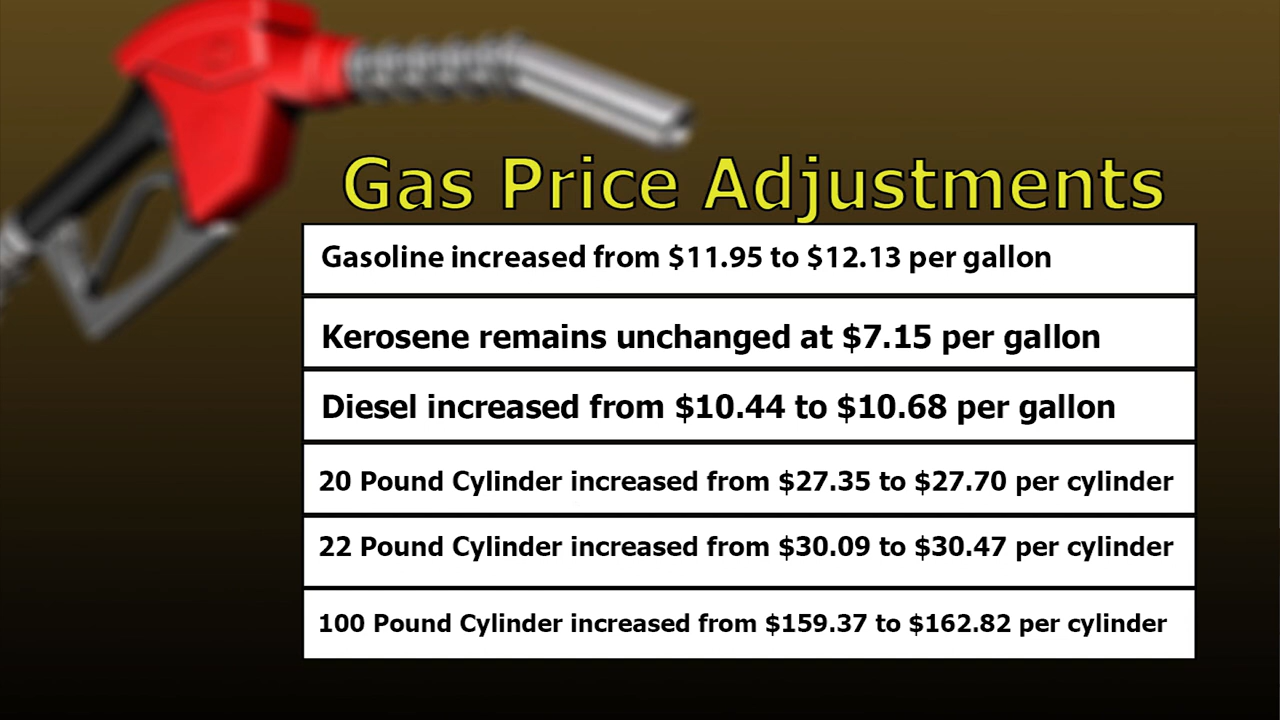 Gas Price Adjustments
Gasoline increased from $11.95 to $12.13 per gallon
Kerosene remains unchanged at $7.15 per gallon
Diesel increased from $10.44 to $10.68 per gallon
20 Pound Cylinder increased from $27.35 to $27.70 per cylinder
22 Pound Cylinder increased from $30.09 to $30.47 per cylinder
100 Pound Cylinder increased from $159.37 to $162.82 per cylinder